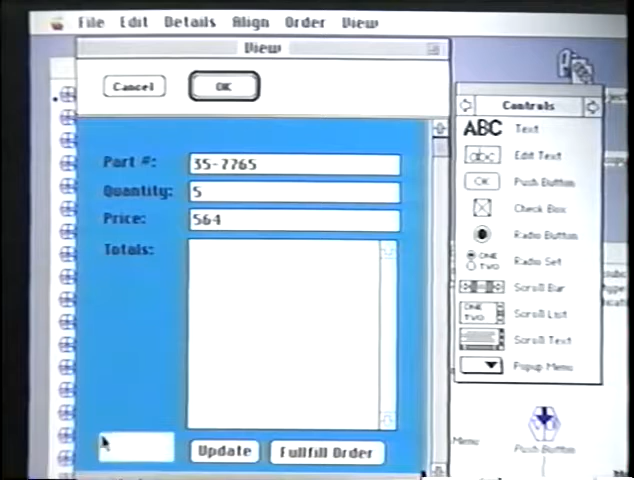 File Edit Details Align Order View
View
Cancel OK
Controls
ABC Text
abc Edit Text
OK Push Button
Check Box
Radio Button
ONE TWO Radio Set
Scroll Bar
ONE TWO Scroll List
Scroll Text
Popup Menu
Part #: 35-7765
Quantity: 5
Price: 564
Totals:
Update Fullfill Order
Menu
Push Button